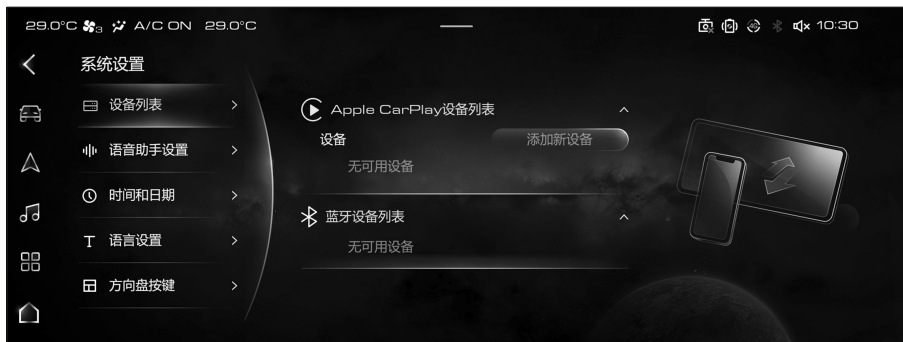 29.0°C 3 A/C ON 29.0°C 10:30
系统设置
设备列表
语音助手设置
时间和日期
语言设置
方向盘按键
Apple CarPlay设备列表
设备 添加新设备
无可用设备
蓝牙设备列表
无可用设备